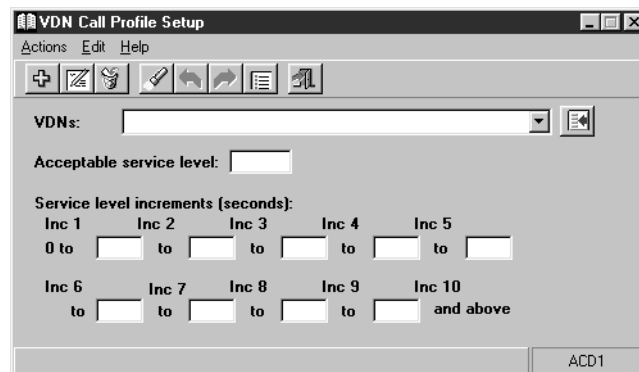 VDN Call Profile Setup
Actions Edit Help
VDNs:
Acceptable service level:
Service level increments (seconds):
Inc 1 Inc 2 Inc 3 Inc 4 Inc 5
0 to to to to to
Inc 6 Inc 7 Inc 8 Inc 9 Inc 10
to to to to and above
ACD1